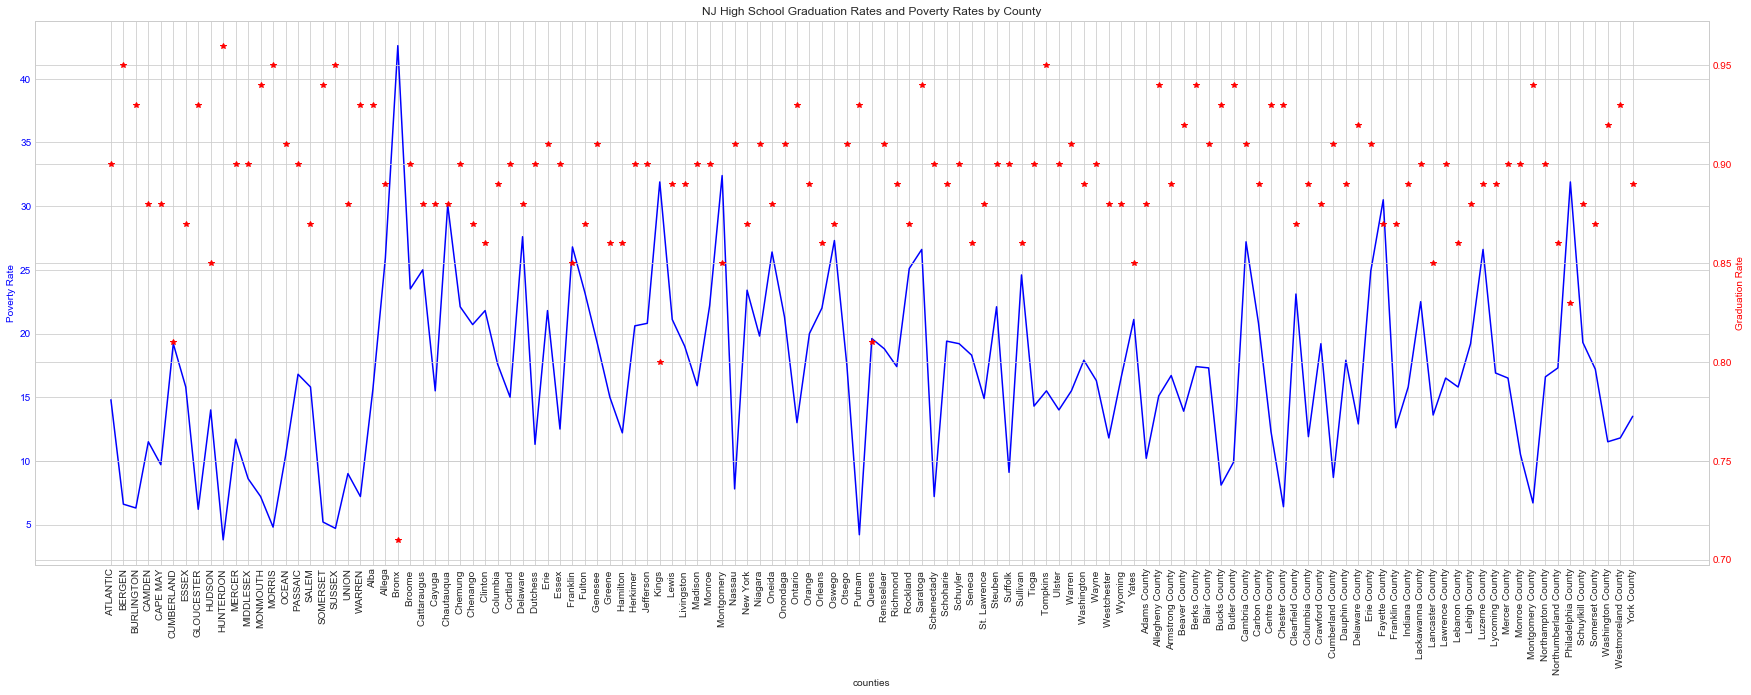 NJ High School Graduation Rates and Poverty Rates by County
Poverty Rate
40
35
30
25
20
15
10
5
Graduation Rate
0.95
0.90
0.85
0.80
0.75
0.70
ATLANTIC
BERGEN
BURLINGTON
CAMDEN
CAPE MAY
CUMBERLAND
ESSEX
GLOUCESTER
HUDSON
HUNTERDON
MERCER
MIDDLESEX
MONMOUTH
MORRIS
OCEAN
PASSAIC
SALEM
SOMERSET
SUSSEX
UNION
WARREN
Alba
Allega
Bronx
Broome
Cattaraugus
Cayuga
Chautauqua
Chemung
Chenango
Clinton
Columbia
Cortland
Delaware
Dutchess
Erie
Essex
Franklin
Fulton
Genesee
Greene
Hamilton
Herkimer
Jefferson
Kings
Lewis
Livingston
Madison
Monroe
Montgomery
Nassau
New York
Niagara
Oneida
Onondaga
Ontario
Orange
Orleans
Oswego
Otsego
Putnam
Queens
Rensselaer
Richmond
Rockland
Saratoga
Schenectady
Schoharie
Schuyler
Seneca
St. Lawrence
Steuben
Suffolk
Sullivan
Tioga
Tompkins
Ulster
Warren
Washington
Wayne
Westchester
Wyoming
Yates
Adams County
Allegheny County
Armstrong County
Beaver County
Berks County
Blair County
Bucks County
Butler County
Cambria County
Carbon County
Centre County
Chester County
Clearfield County
Columbia County
Crawford County
Cumberland County
Dauphin County
Delaware County
Erie County
Fayette County
Franklin County
Indiana County
Lackawanna County
Lancaster County
Lawrence County
Lebanon County
Lehigh County
Luzerne County
Lycoming County
Mercer County
Monroe County
Montgomery County
Northampton County
Northumberland County
Philadelphia County
Schuylkill County
Somerset County
Washington County
Westmoreland County
York County
counties